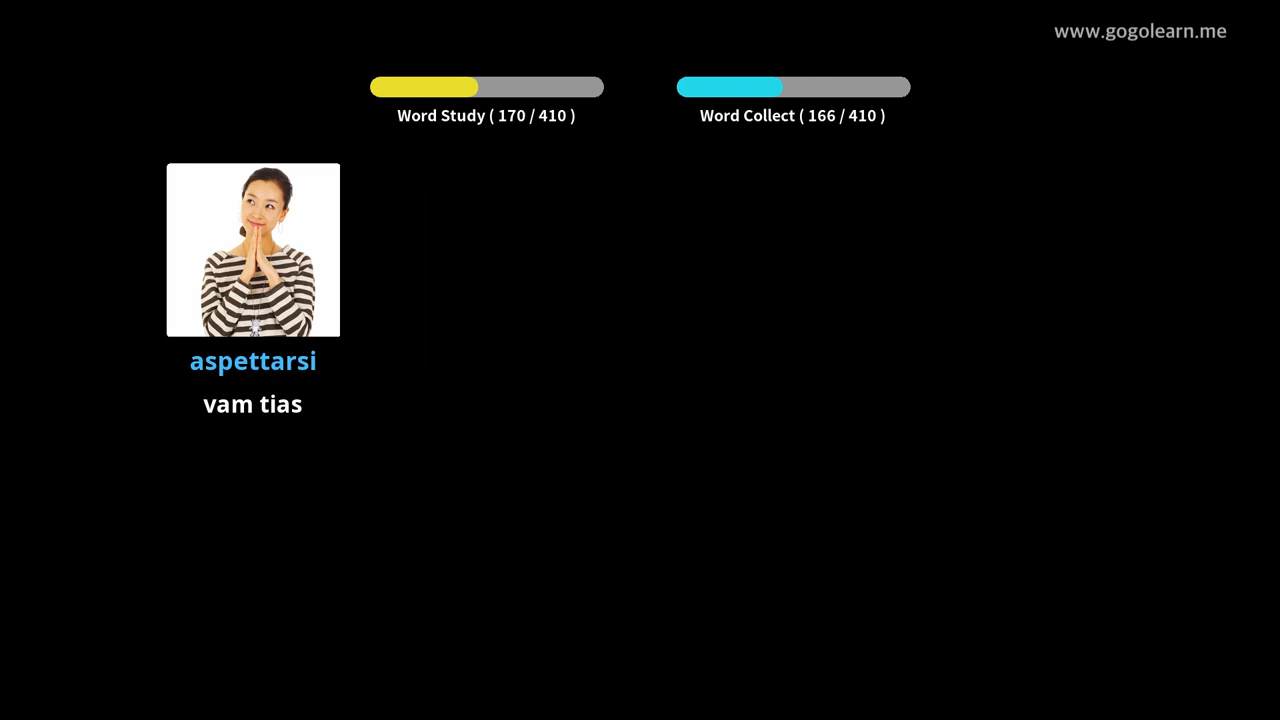 www.gogolearn.me
Word Study ( 170 / 410 )
Word Collect ( 166 / 410 )
aspettarsi
vam tias